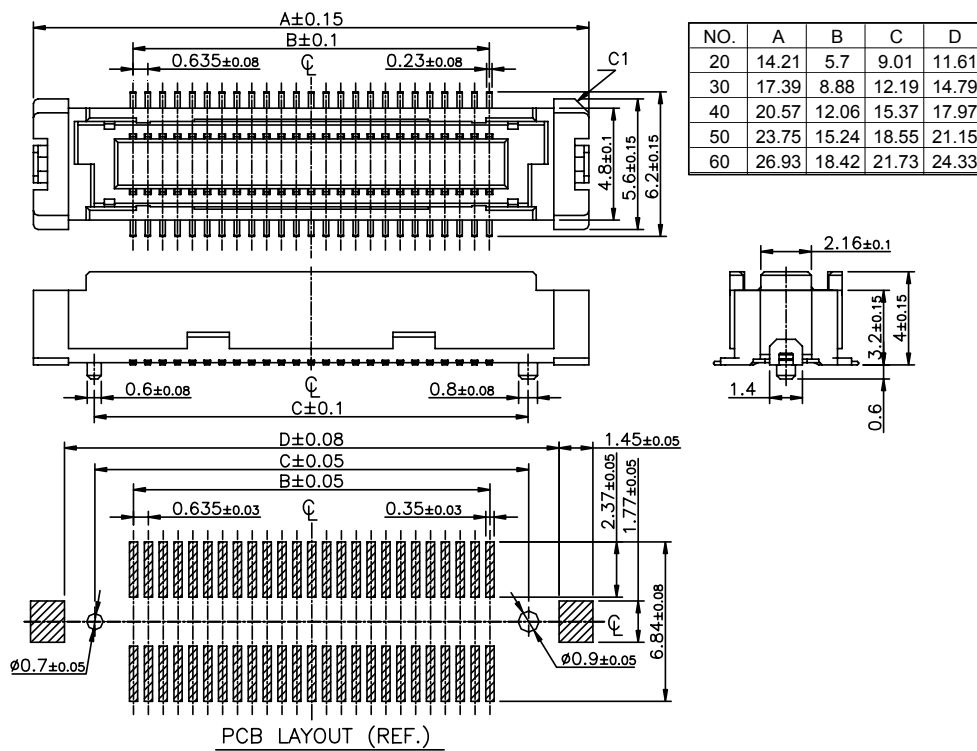 A±0.15
B±0.1
0.635±0.08
℄
0.23±0.08
C1
4.8±0.1
5.6±0.15
6.2±0.15
NO. A B C D
20 14.21 5.7 9.01 11.61
30 17.39 8.88 12.19 14.79
40 20.57 12.06 15.37 17.97
50 23.75 15.24 18.55 21.15
60 26.93 18.42 21.73 24.33
0.6±0.08
℄
0.8±0.08
C±0.1
2.16±0.1
3.2±0.15
4±0.15
1.4
0.6
D±0.08
1.45±0.05
C±0.05
B±0.05
0.635±0.03
℄
0.35±0.03
2.37±0.05
1.77±0.05
℄
6.84±0.08
Ø0.7±0.05
Ø0.9±0.05
PCB LAYOUT (REF.)